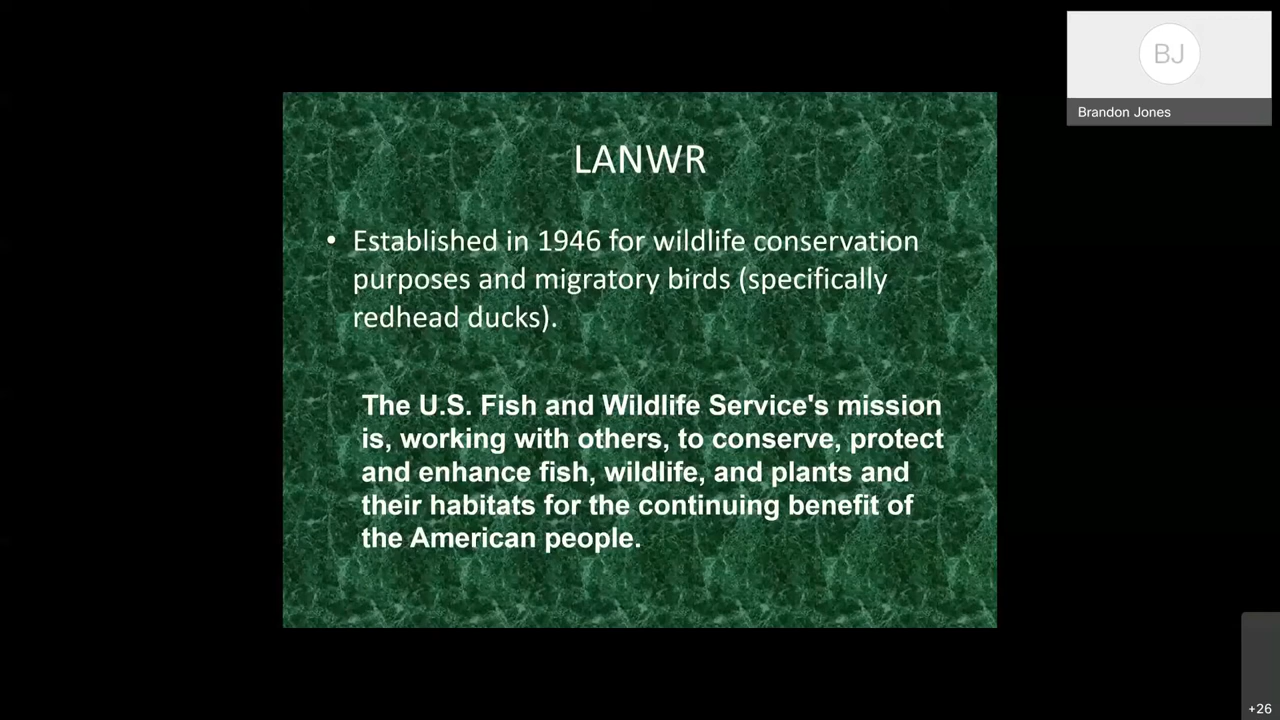 BJ
Brandon Jones
LANWR
• Established in 1946 for wildlife conservation
purposes and migratory birds (specifically
redhead ducks).
The U.S. Fish and Wildlife Service's mission
is, working with others, to conserve, protect
and enhance fish, wildlife, and plants and
their habitats for the continuing benefit of
the American people.
+26